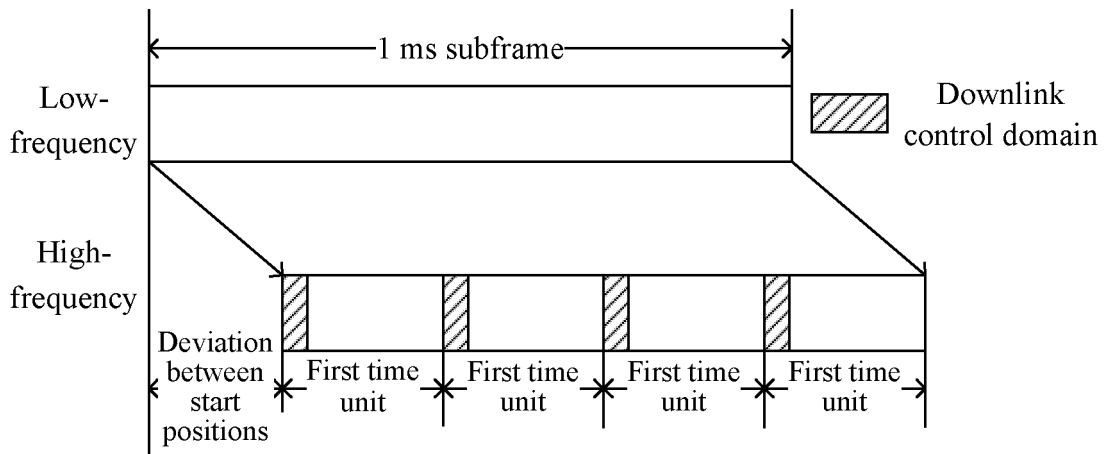 1 ms subframe
Low-
frequency
Downlink
control domain
High-
frequency
Deviation
between
start
positions
First time
unit
First time
unit
First time
unit
First time
unit